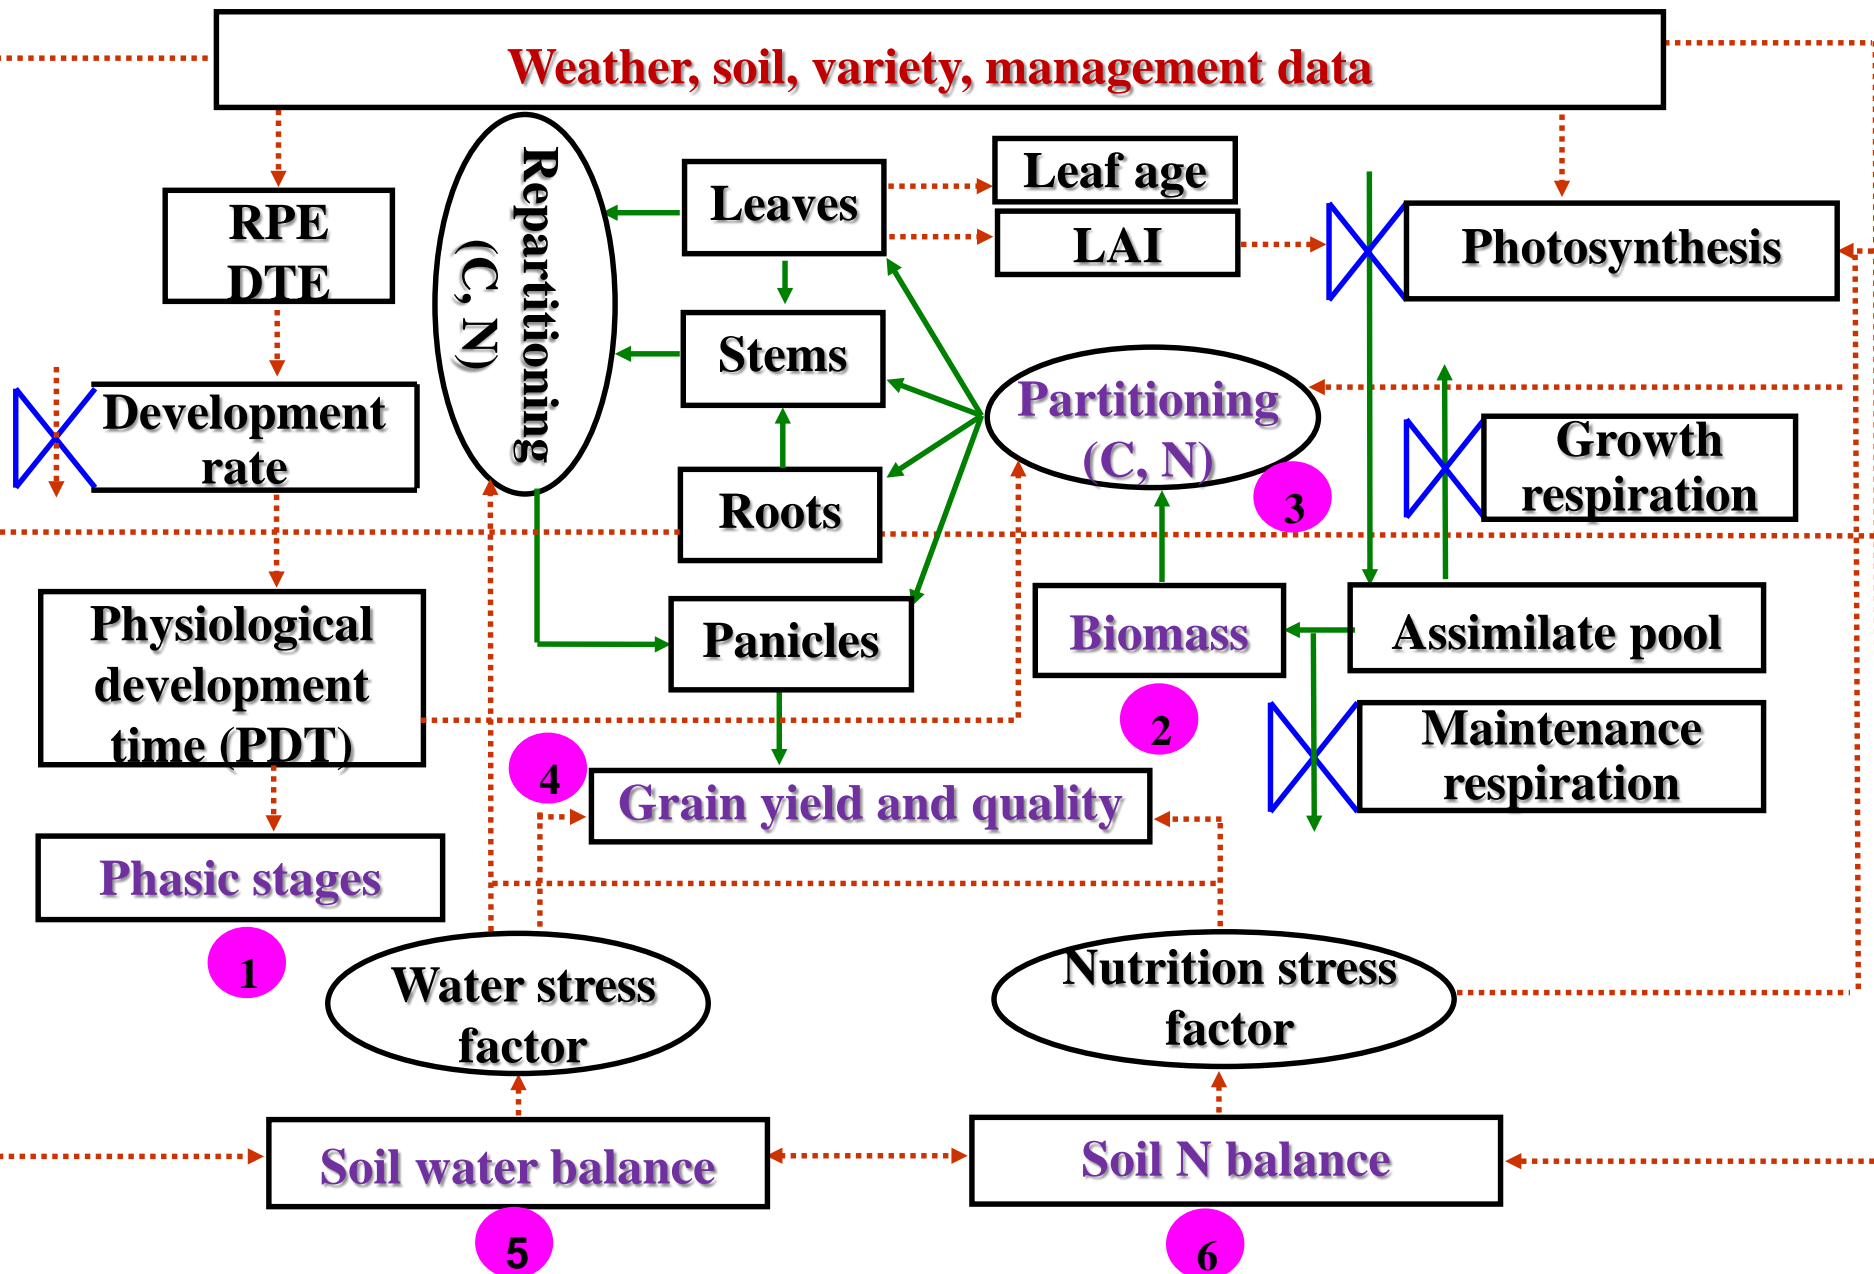 Weather, soil, variety, management data
RPE
DTE
Repartitioning
(C, N)
Leaves
Leaf age
LAI
Photosynthesis
Stems
Development
rate
Partitioning
(C, N)
3
Growth
respiration
Roots
Physiological
development
time (PDT)
Panicles
Biomass
2
Assimilate pool
Maintenance
respiration
4
Grain yield and quality
Phasic stages
1
Water stress
factor
Nutrition stress
factor
Soil water balance
5
Soil N balance
6